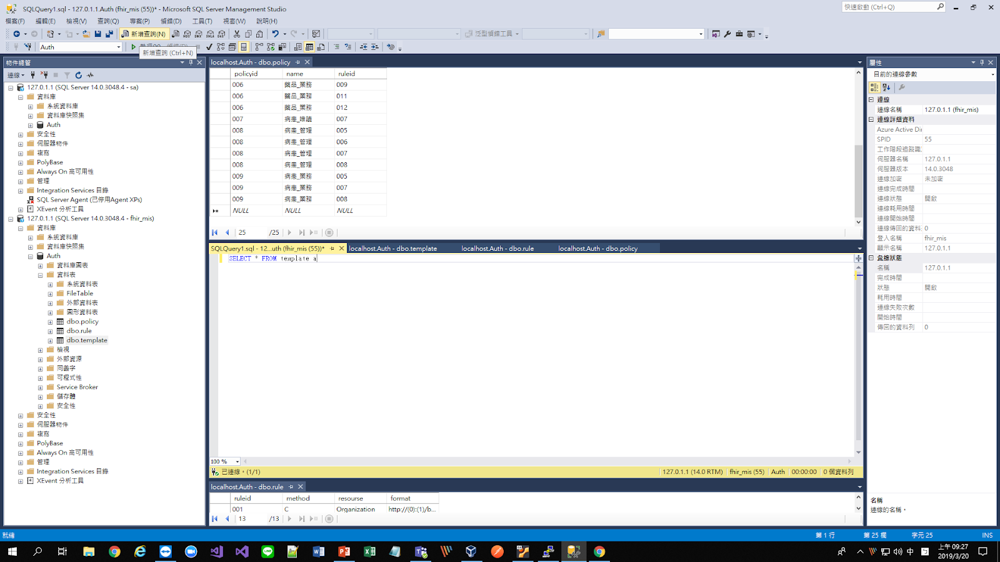 SQLQuery1.sql - 127.0.1.1.Auth (fhir_mis (55))* - Microsoft SQL Server Management Studio
快速啟動 (Ctrl+Q)
檔案(F) 編輯(E) 檢視(V) 查詢(Q) 專案(P) 偵錯(D) 工具(T) 視窗(W) 說明(H)
新增查詢(N)
泛型偵錯工具
Auth
新增查詢 (Ctrl+N)
物件總管
連線
127.0.1.1 (SQL Server 14.0.3048.4 - sa)
資料庫
系統資料庫
資料庫快照集
Auth
安全性
伺服器物件
複寫
PolyBase
Always On 高可用性
管理
Integration Services 目錄
SQL Server Agent (已停用Agent XPs)
XEvent 分析工具
127.0.1.1 (SQL Server 14.0.3048.4 - fhir_mis)
資料庫
系統資料庫
資料庫快照集
Auth
資料庫圖表
資料表
系統資料表
FileTable
外部資料表
圖形資料表
dbo.policy
dbo.rule
dbo.template
檢視
外部資源
同義字
可程式性
Service Broker
儲存體
安全性
安全性
伺服器物件
複寫
PolyBase
Always On 高可用性
管理
Integration Services 目錄
XEvent 分析工具
localhost.Auth - dbo.policy
policyid name ruleid
006 藥品_業務 009
006 藥品_業務 011
006 藥品_業務 012
007 病患_唯讀 007
008 病患_管理 005
008 病患_管理 006
008 病患_管理 007
008 病患_管理 008
009 病患_業務 005
009 病患_業務 007
009 病患_業務 008
NULL NULL NULL
25 /25
SQLQuery1.sql - 12...uth (fhir_mis (55))* localhost.Auth - dbo.template localhost.Auth - dbo.rule localhost.Auth - dbo.policy
SELECT * FROM template a
100 %
已連線。(1/1) 127.0.1.1 (14.0 RTM) fhir_mis (55) Auth 00:00:00 0 個資料列
localhost.Auth - dbo.rule
ruleid method resourse format
001 C Organization http://(0):(1)/b...
13 /13
屬性
目前的連線參數
連線
連線名稱 127.0.1.1 (fhir_mis)
連線詳細資料
Azure Active Dir
SPID 55
工作階段追蹤識
伺服器名稱 127.0.1.1
伺服器版本 14.0.3048
連線加密 未加密
連線完成時間
連線狀態 開啟
連線耗用時間
連線開始時間
連線傳回的資料 0
登入名稱 fhir_mis
顯示名稱 127.0.1.1
彙總狀態
名稱 127.0.1.1
完成時間
狀態 開啟
耗用時間
連線失敗次數
開始時間
傳回的資料列 0
名稱
連線的名稱。
就緒 第 1 行 第 25 欄 字元 25 INS
中
上午 09:27
2019/3/20